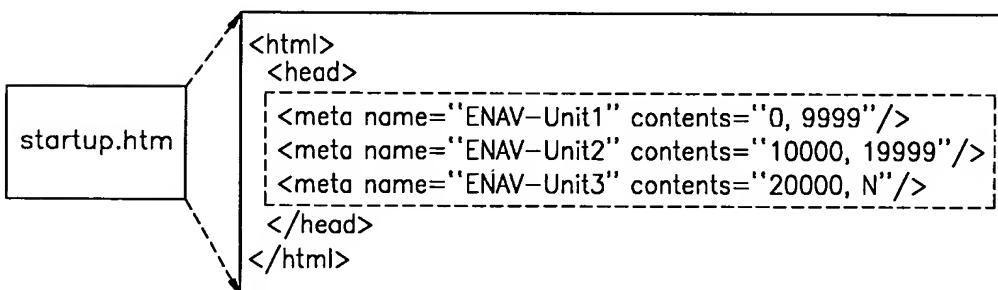 startup.htm
<html>
<head>
<meta name="ENAV-Unit1" contents="0, 9999"/>
<meta name="ENAV-Unit2" contents="10000, 19999"/>
<meta name="ENAV-Unit3" contents="20000, N"/>
</head>
</html>